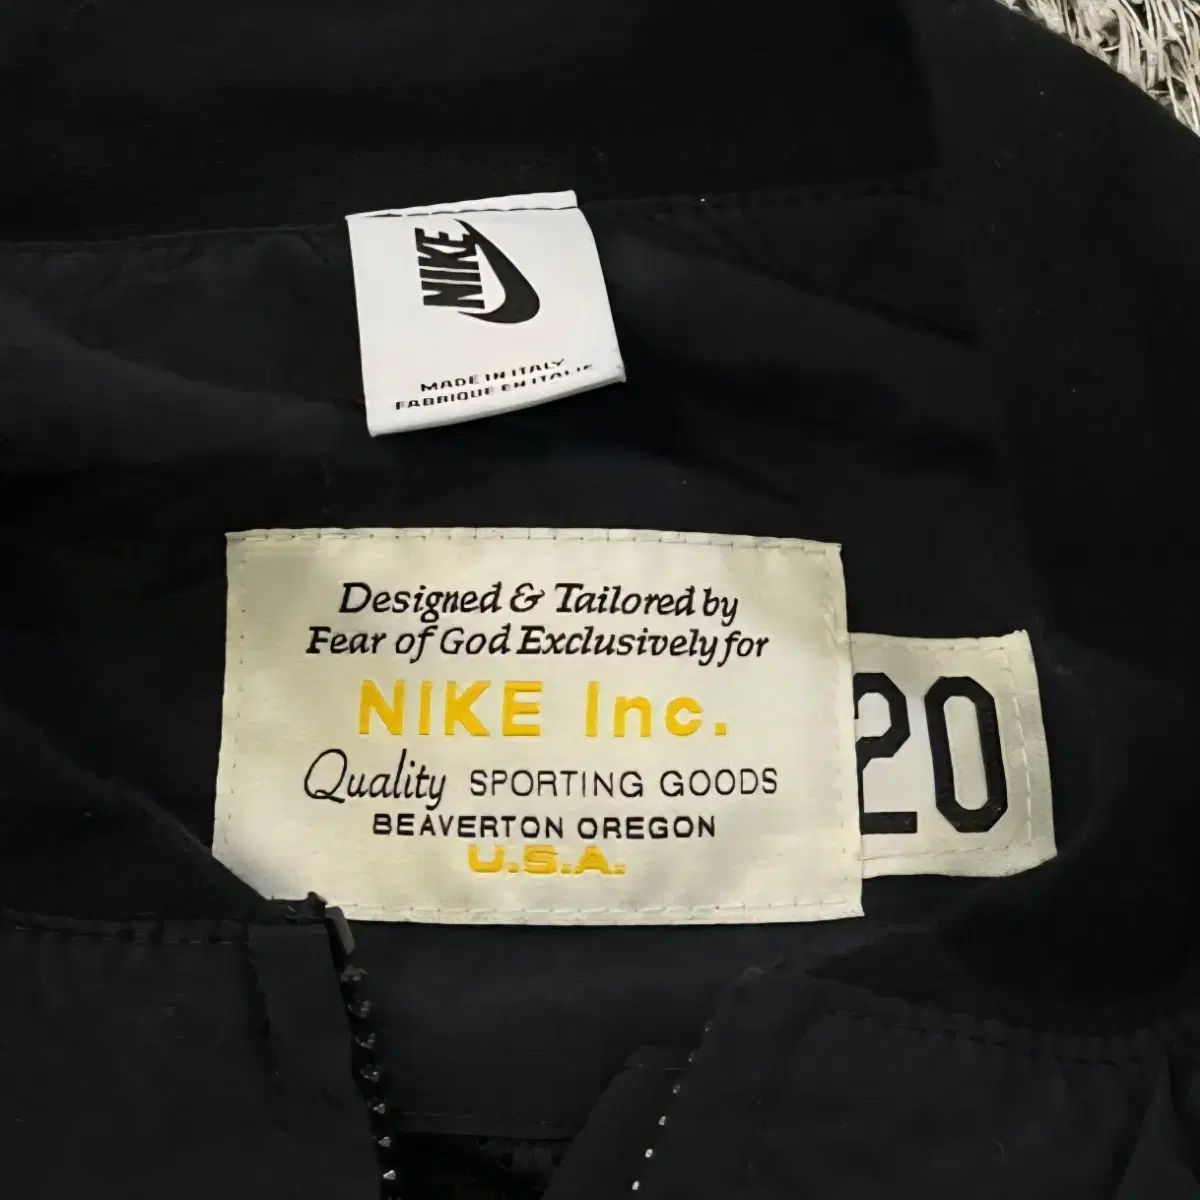 NIKE
MADE IN ITALY
FABRIQUE EN ITALIE
Designed & Tailored by
Fear of God Exclusively for
NIKE Inc.
Quality SPORTING GOODS
BEAVERTON OREGON
U.S.A.
20